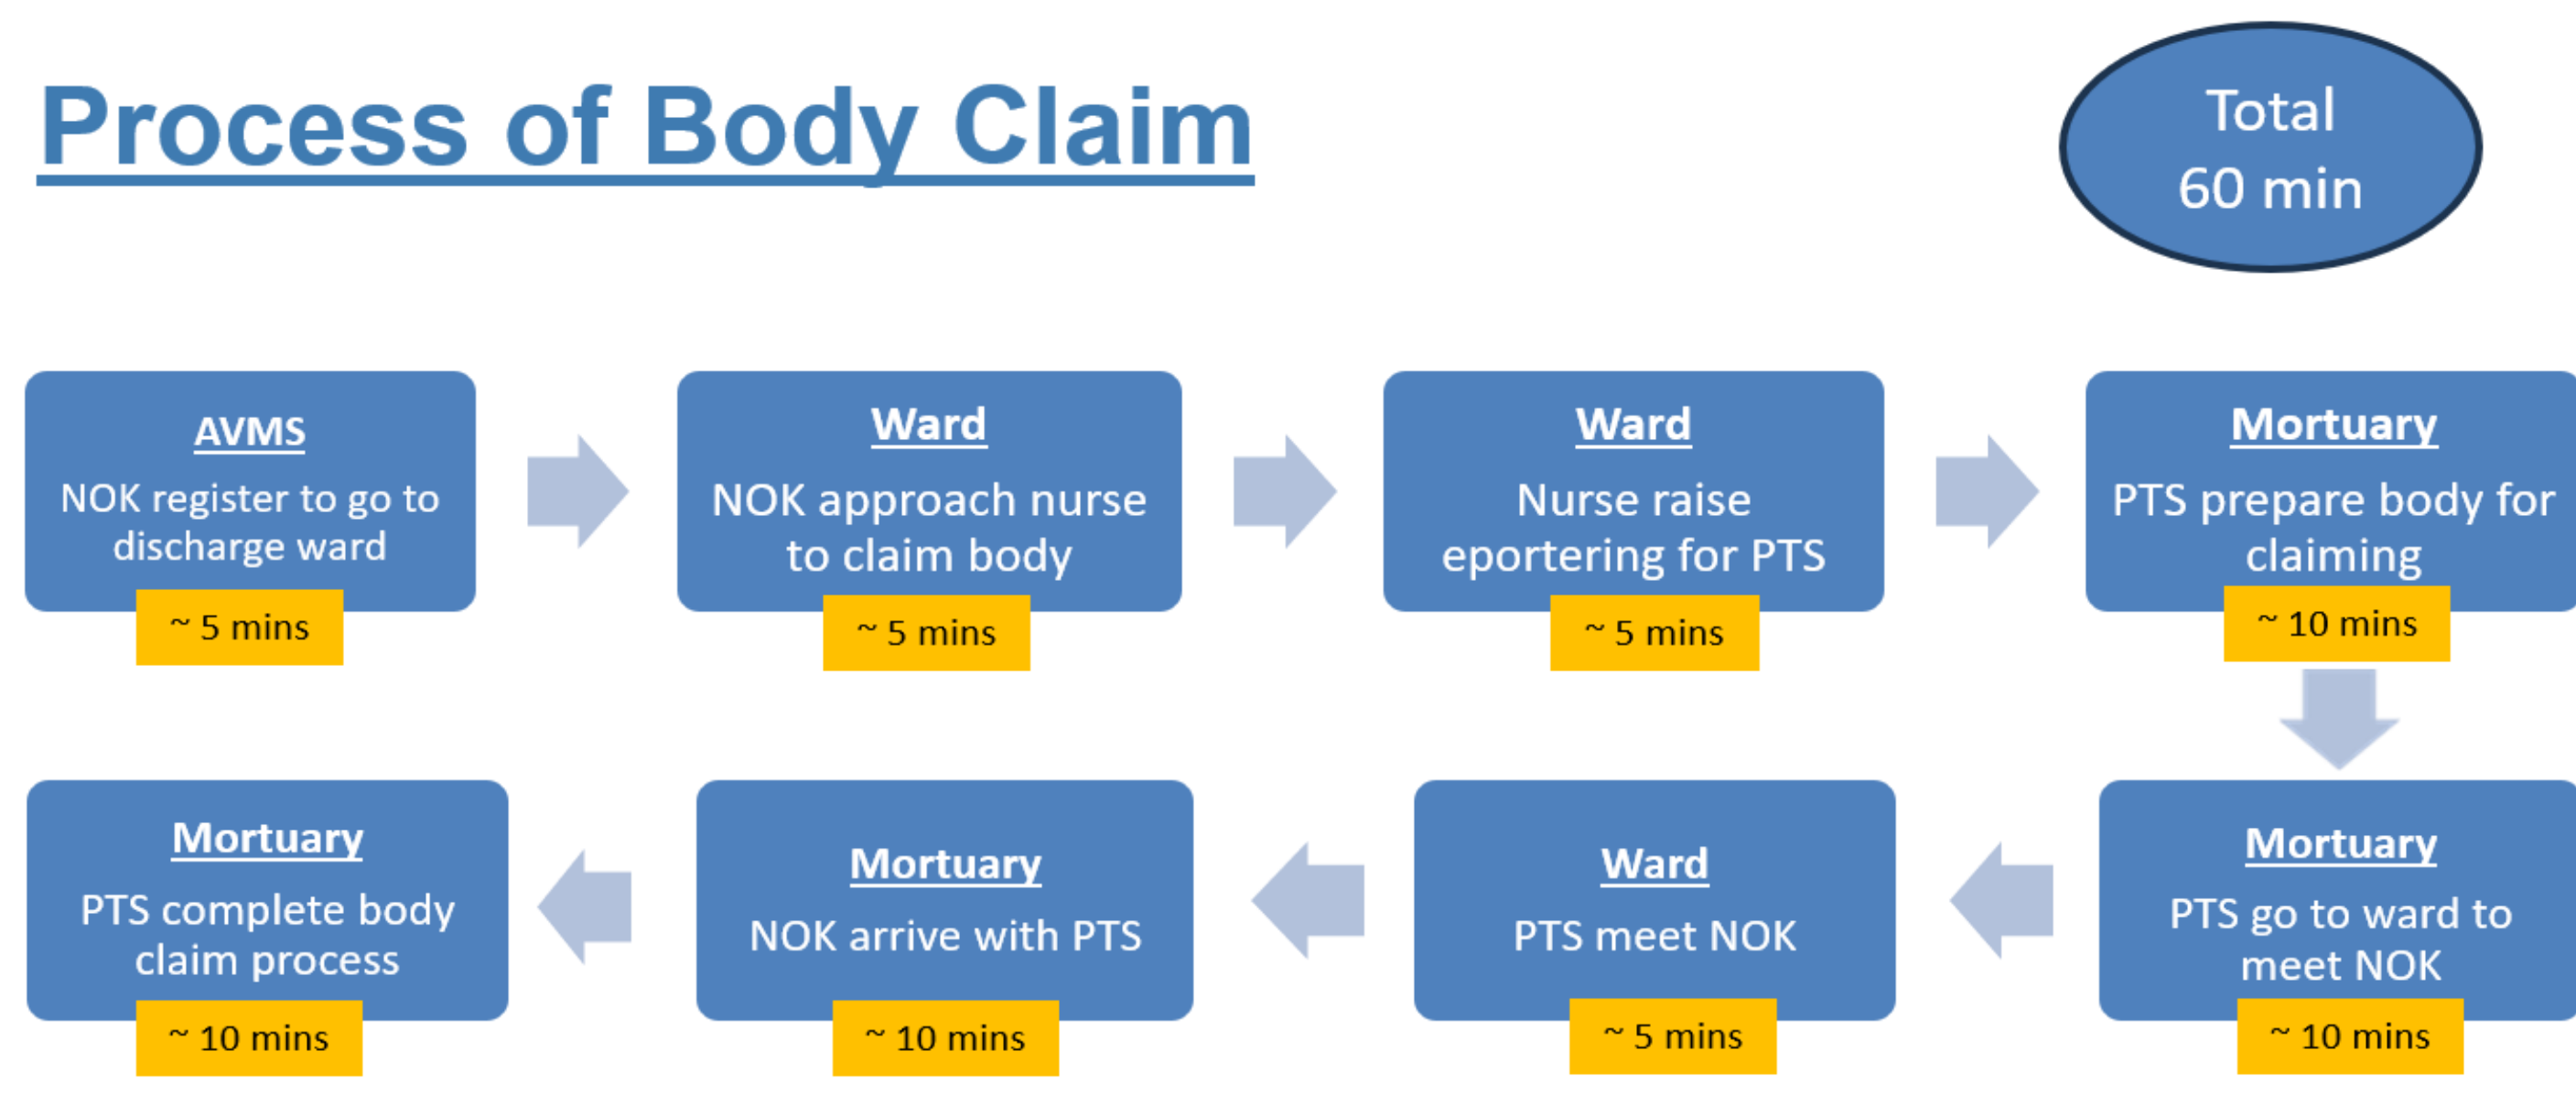 Process of Body Claim
Total
60 min
AVMS
NOK register to go to
discharge ward
~ 5 mins
Ward
NOK approach nurse
to claim body
~ 5 mins
Ward
Nurse raise
eportering for PTS
~ 5 mins
Mortuary
PTS prepare body for
claiming
~ 10 mins
Mortuary
PTS go to ward to
meet NOK
~ 10 mins
Ward
PTS meet NOK
~ 5 mins
Mortuary
NOK arrive with PTS
~ 10 mins
Mortuary
PTS complete body
claim process
~ 10 mins